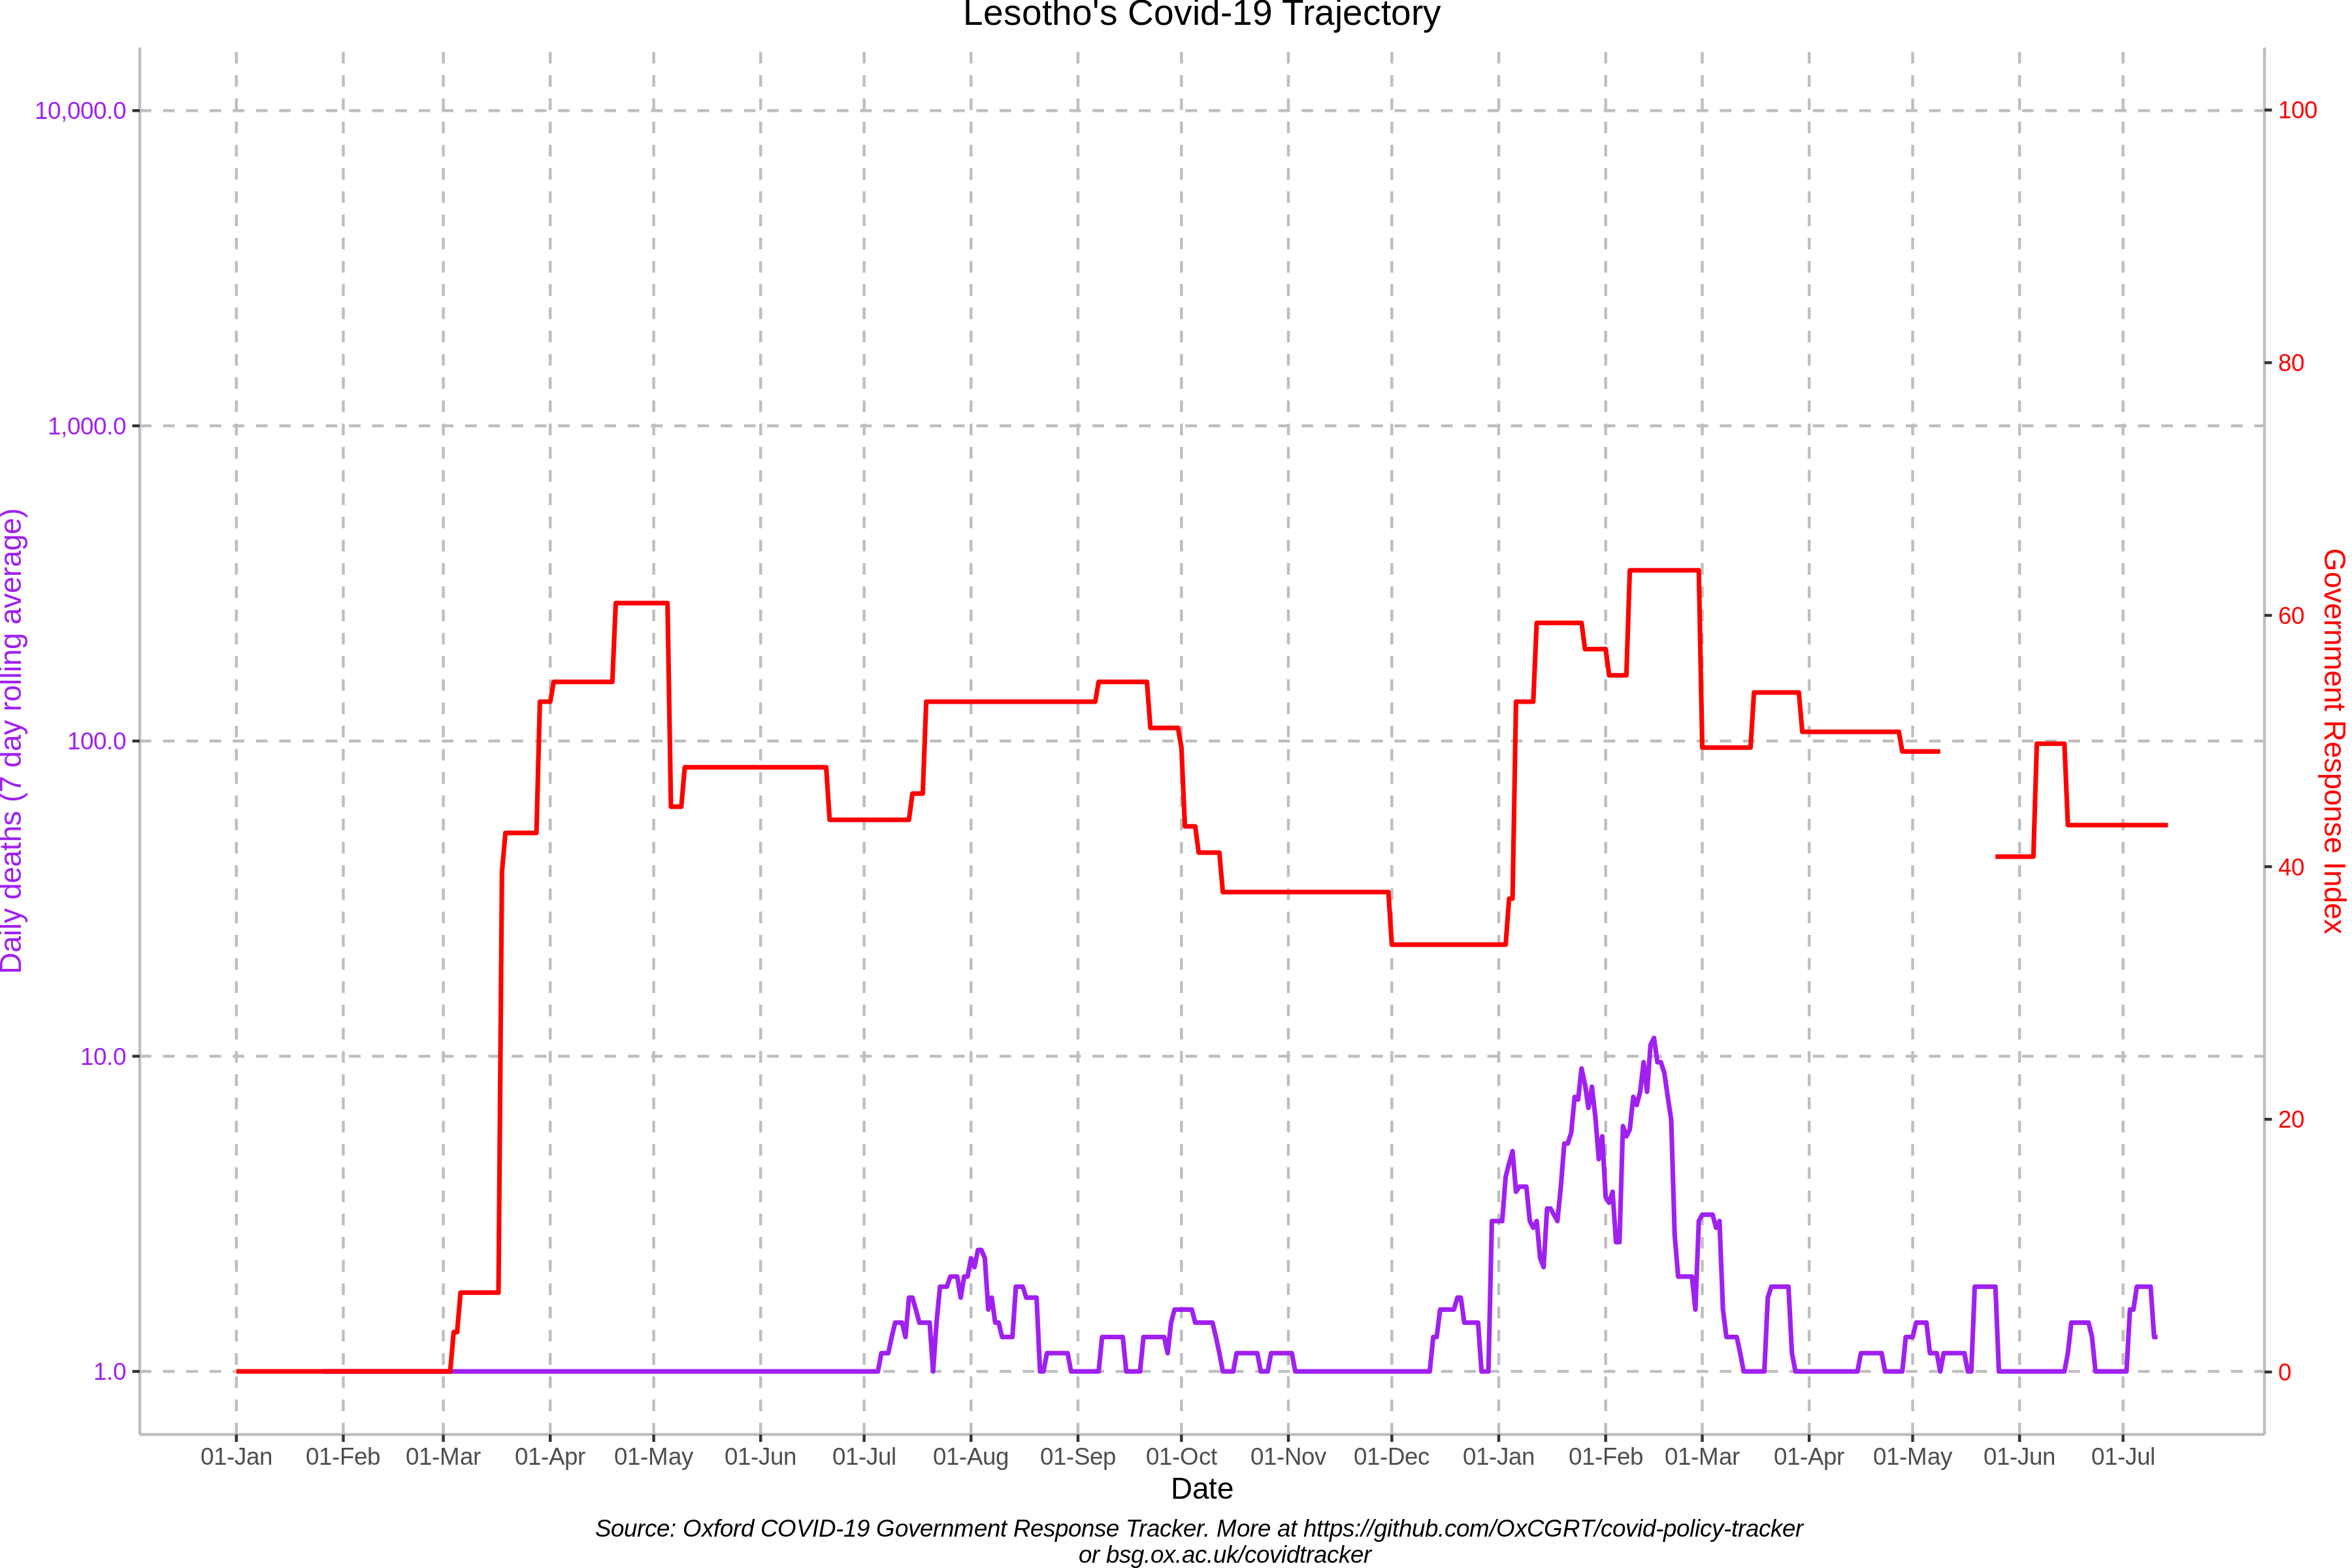 Lesotho's Covid-19 Trajectory
10,000.0
1,000.0
100.0
10.0
1.0
Daily deaths (7 day rolling average)
100
80
60
40
20
0
Government Response Index
01-Jan 01-Feb 01-Mar 01-Apr 01-May 01-Jun 01-Jul 01-Aug 01-Sep 01-Oct 01-Nov 01-Dec 01-Jan 01-Feb 01-Mar 01-Apr 01-May 01-Jun 01-Jul
Date
Source: Oxford COVID-19 Government Response Tracker. More at https://github.com/OxCGRT/covid-policy-tracker
or bsg.ox.ac.uk/covidtracker